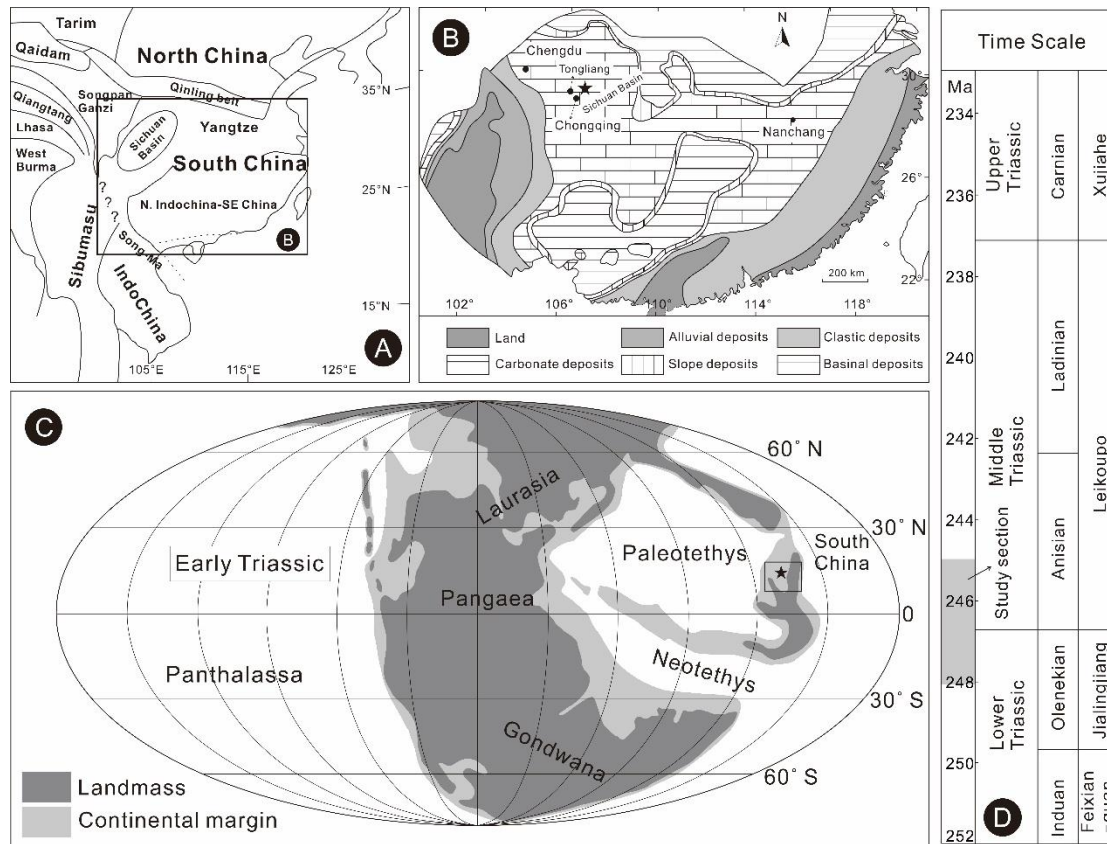 Tarim
Qaidam
North China
Songpan
Ganzi
Qinling belt
Qiangtang
Lhasa
West
Burma
Sichuan
Basin
Yangtze
South China
N. Indochina-SE China
?
?
?
Song-Ma
Sibumasu
IndoChina
B
A
35°N
25°N
15°N
105°E
115°E
125°E
B
N
Chengdu
Tongliang
Sichuan Basin
Chongqing
Nanchang
30°
26°
22°
200 km
102°
106°
110°
114°
118°
Land
Alluvial deposits
Clastic deposits
Carbonate deposits
Slope deposits
Basinal deposits
C
60° N
30° N
0
30° S
60° S
Laurasia
Early Triassic
Paleotethys
South
China
Pangaea
Panthalassa
Neotethys
Gondwana
Landmass
Continental margin
Time Scale
Ma
234
236
238
240
242
244
246
248
250
252
Upper
Triassic
Middle
Triassic
Study section
Lower
Triassic
Carnian
Ladinian
Anisian
Olenekian
Induan
Xujiahe
Leikoupo
Jialingjiang
Feixian
D